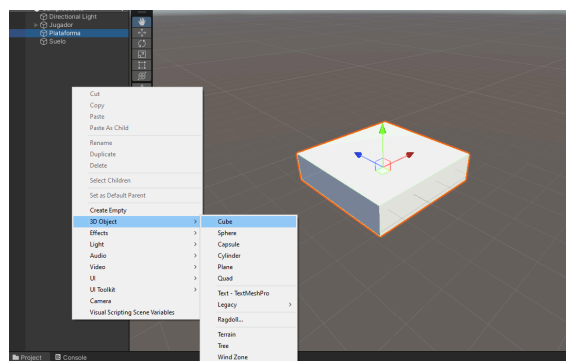 Directional Light
Jugador
Plataforma
Suelo
Cut
Copy
Paste
Paste As Child
Rename
Duplicate
Delete
Select Children
Set as Default Parent
Create Empty
3D Object
Effects
Light
Audio
Video
UI
UI Toolkit
Camera
Visual Scripting Scene Variables
Cube
Sphere
Capsule
Cylinder
Plane
Quad
Text - TextMeshPro
Legacy
Ragdoll...
Terrain
Tree
Wind Zone
Project
Console